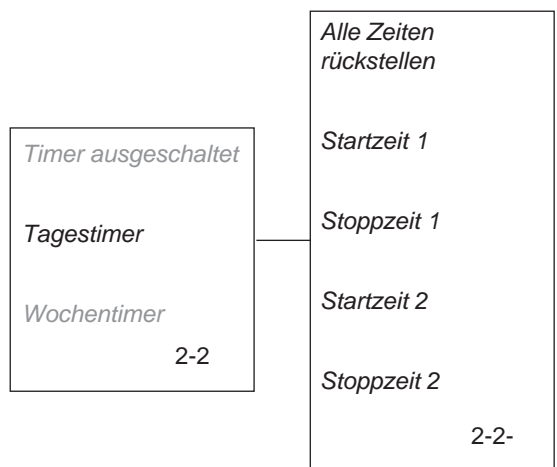 Timer ausgeschaltet
Tagestimer
Wochentimer
2-2
Alle Zeiten
rückstellen
Startzeit 1
Stoppzeit 1
Startzeit 2
Stoppzeit 2
2-2-